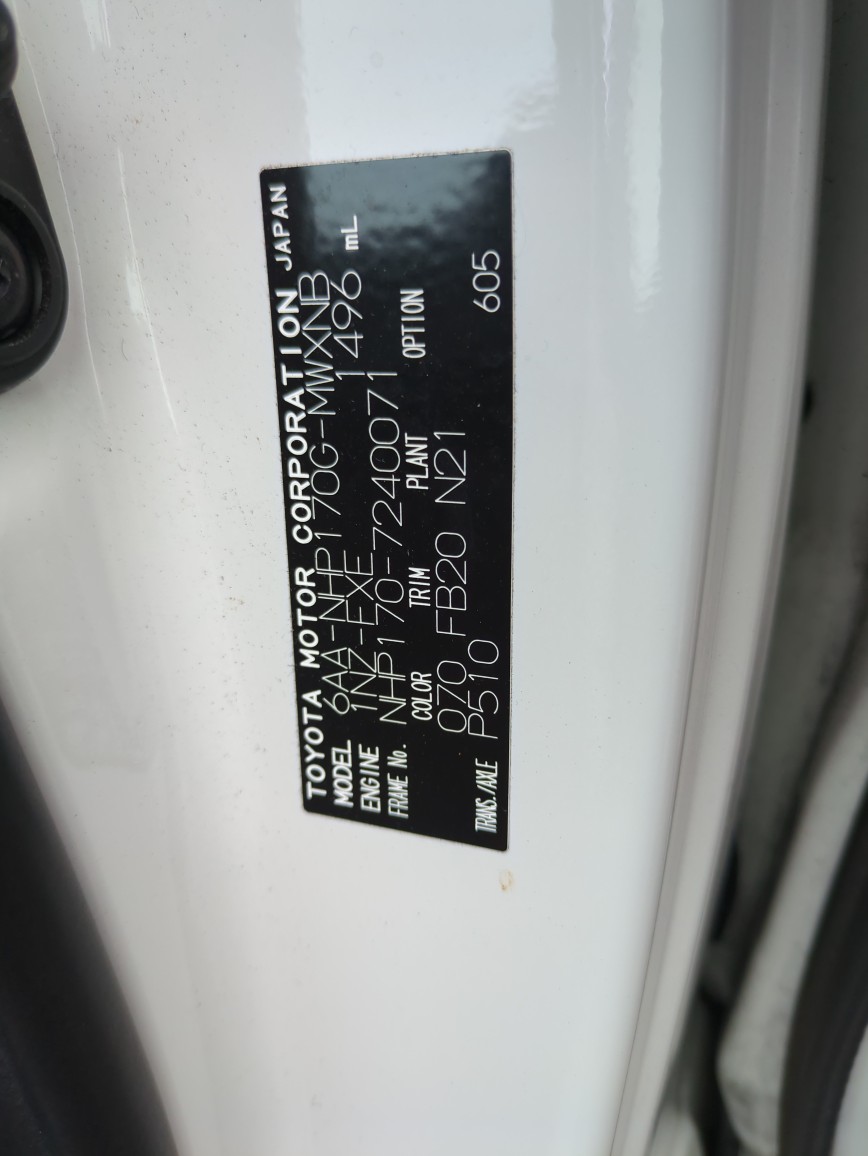 TOYOTA MOTOR CORPORATION JAPAN
MODEL 6AA-NHP170G-MWXNB
ENGINE 1NZ-FXE 1496 mL
FRAME No. NHP170-7240071
COLOR TRIM PLANT OPTION
070 FB20 N21
TRANS./AXLE P510 605